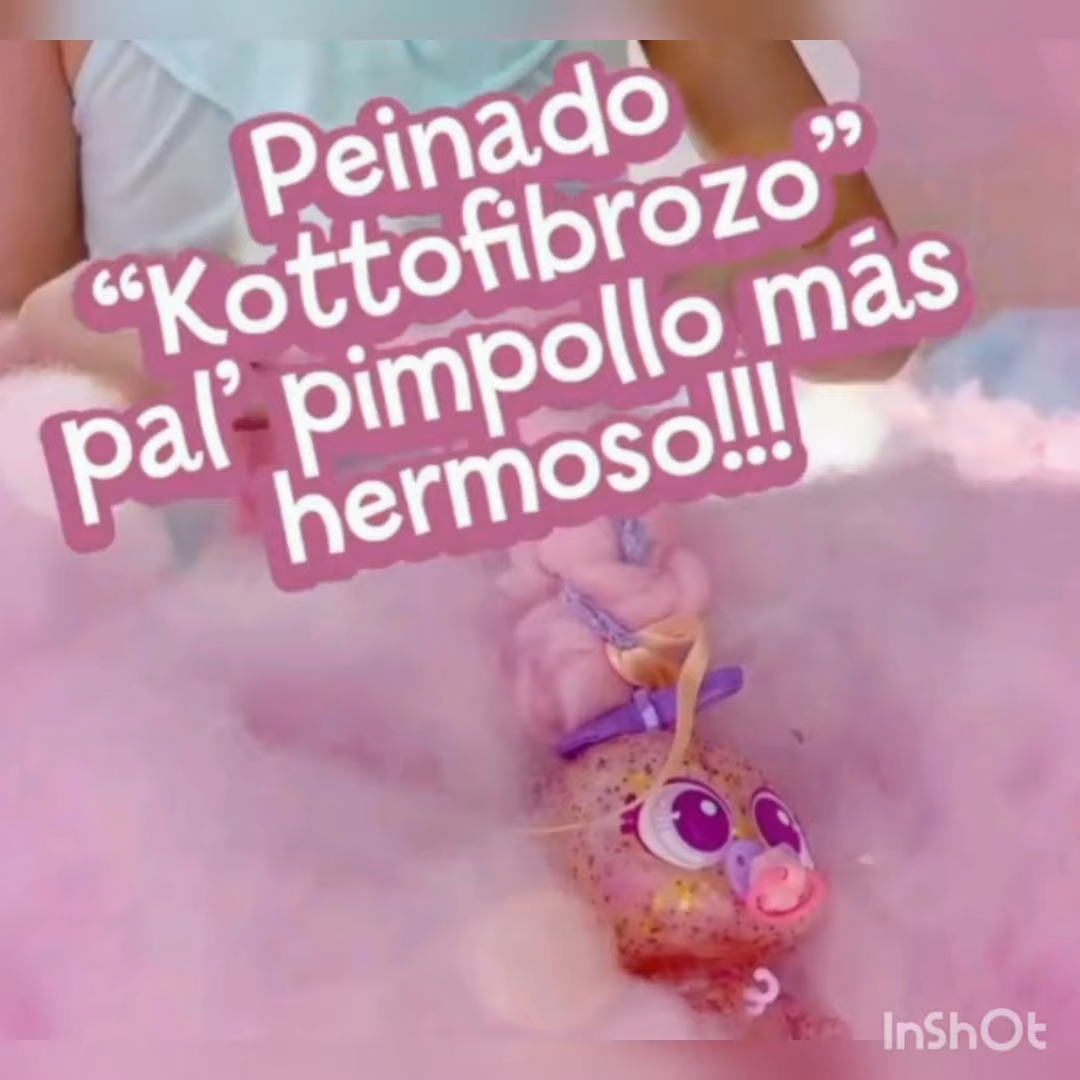 Peinado
“Kottofibrozo”
pal’ pimpollo más
hermoso!!!
InShOt